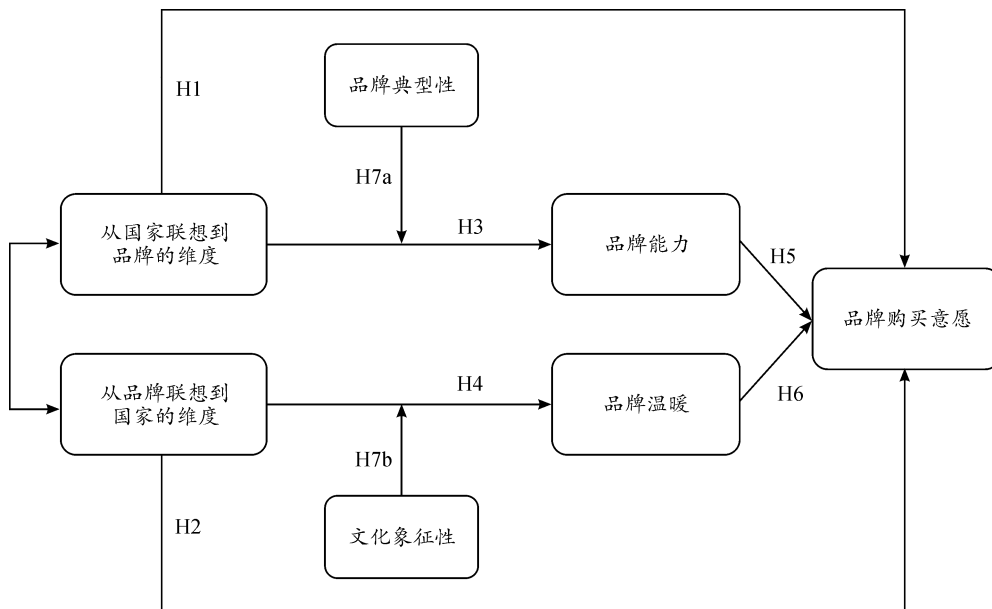 H1
品牌典型性
H7a
从国家联想到
品牌的维度
H3
品牌能力
H5
品牌购买意愿
从品牌联想到
国家的维度
H4
品牌温暖
H6
H7b
H2
文化象征性